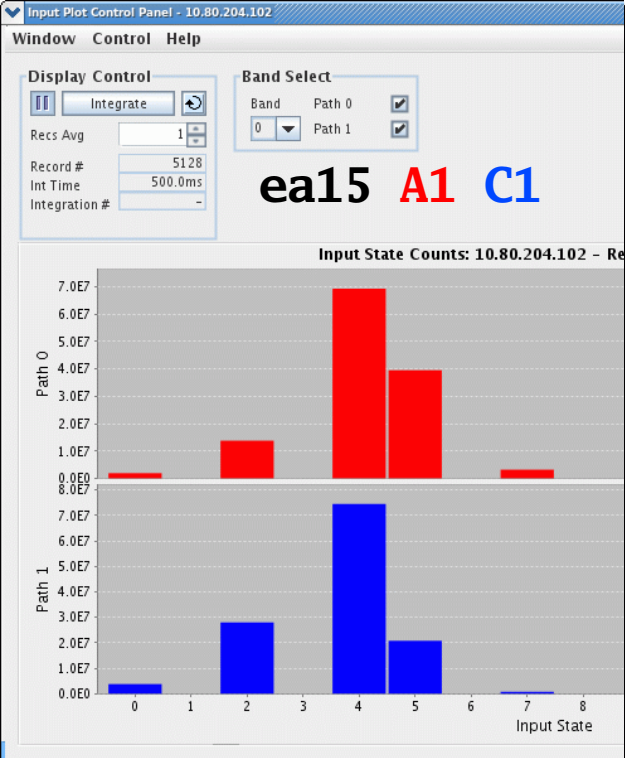 Input Plot Control Panel - 10.80.204.102
Window Control Help
Display Control
Integrate
Recs Avg 1
Record # 5128
Int Time 500.0ms
Integration # –
Band Select
Band Path 0
0 Path 1
ea15 A1 C1
Input State Counts: 10.80.204.102 – Re
Path 0
7.0E7
6.0E7
5.0E7
4.0E7
3.0E7
2.0E7
1.0E7
0.0E0
Path 1
8.0E7
7.0E7
6.0E7
5.0E7
4.0E7
3.0E7
2.0E7
1.0E7
0.0E0
0 1 2 3 4 5 6 7 8
Input State